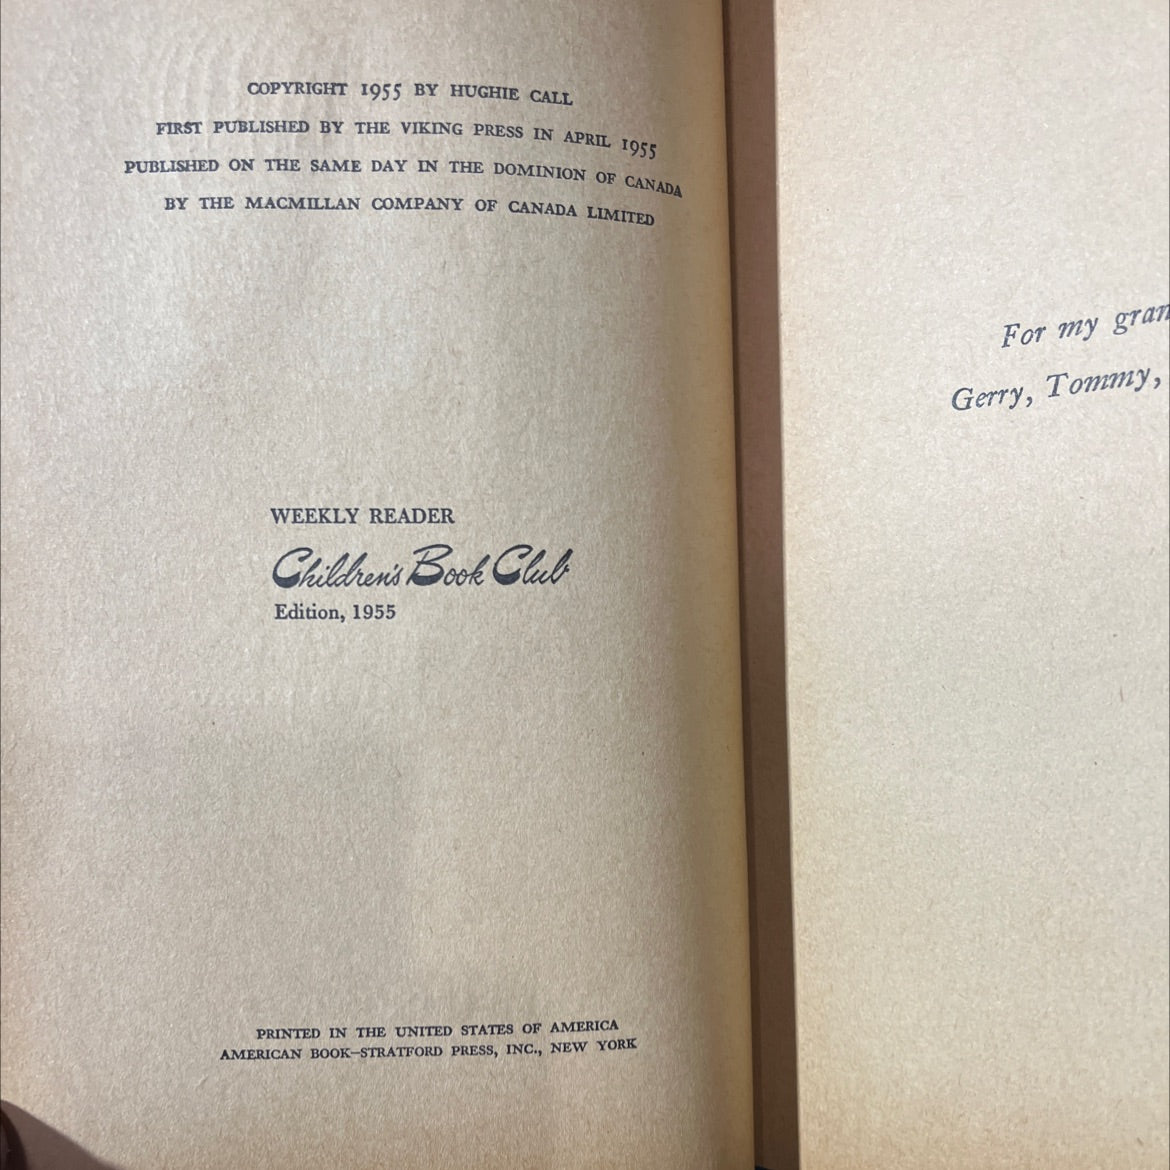 COPYRIGHT 1955 BY HUGHIE CALL
FIRST PUBLISHED BY THE VIKING PRESS IN APRIL 1955
PUBLISHED ON THE SAME DAY IN THE DOMINION OF CANADA
BY THE MACMILLAN COMPANY OF CANADA LIMITED
WEEKLY READER
Children's Book Club
Edition, 1955
PRINTED IN THE UNITED STATES OF AMERICA
AMERICAN BOOK–STRATFORD PRESS, INC., NEW YORK
For my gran
Gerry, Tommy,